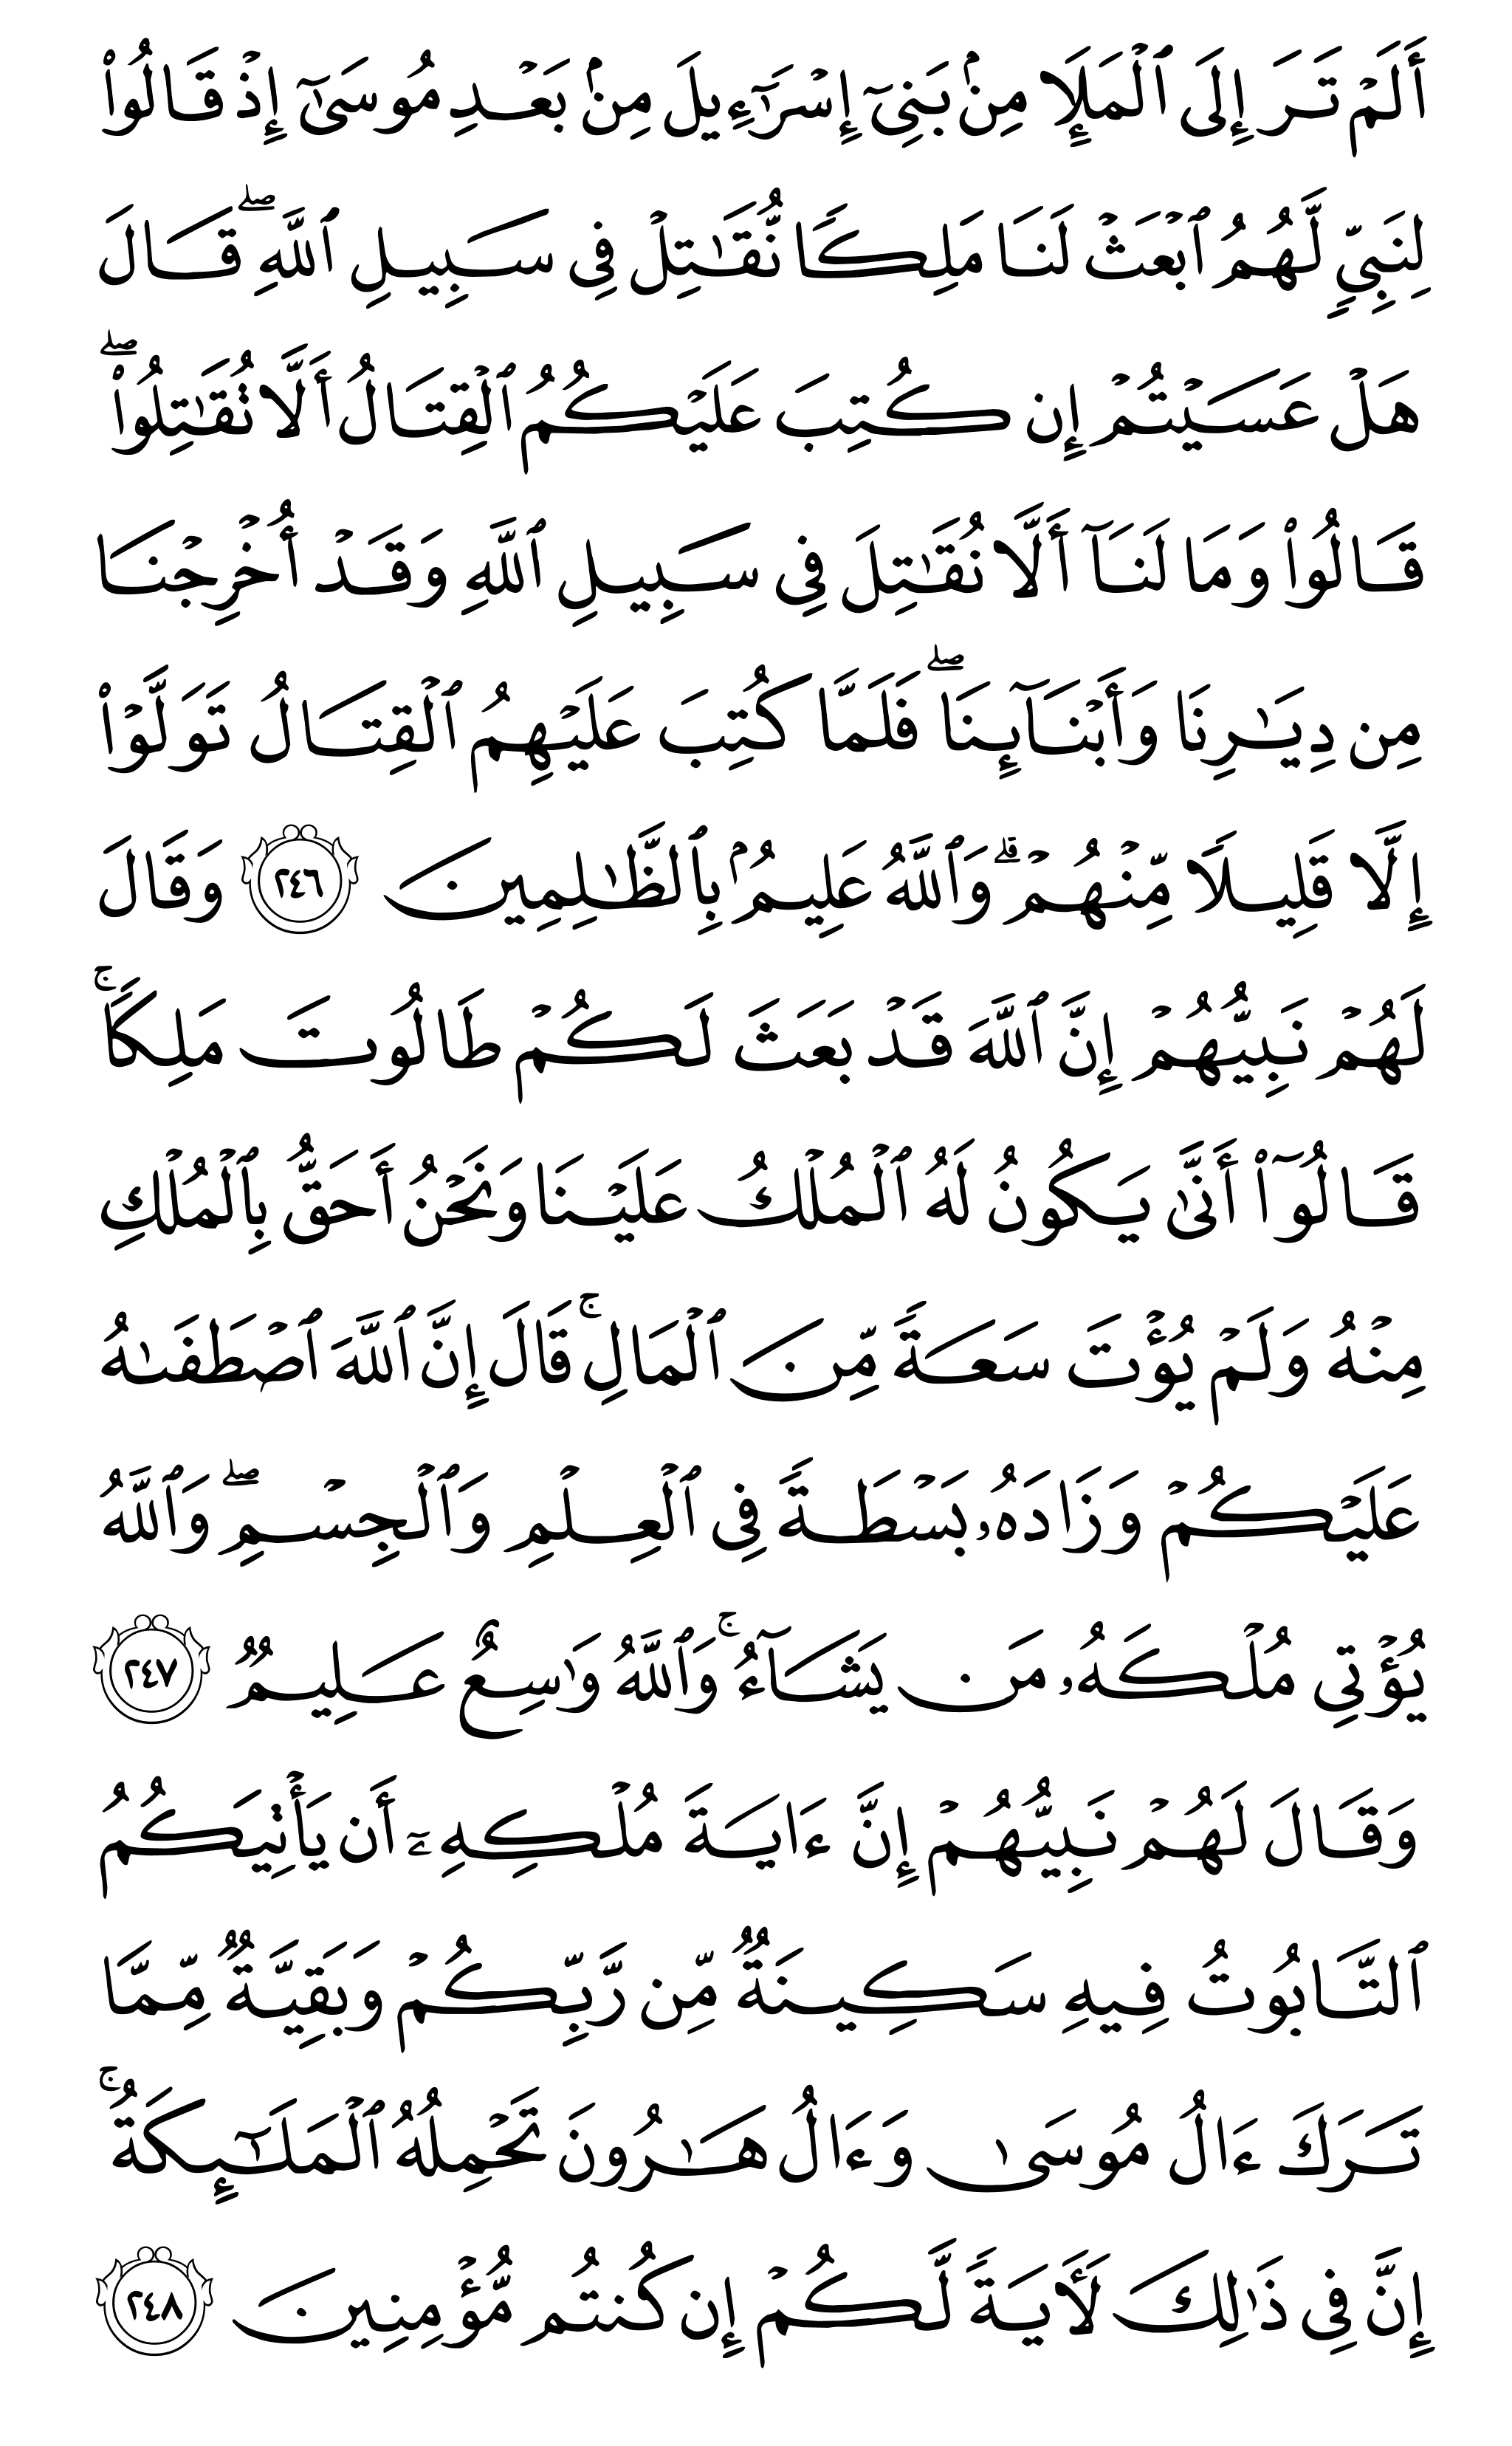 أَلَمۡ تَرَ إِلَى ٱلۡمَلَإِ مِنۢ بَنِيٓ إِسۡرَٰٓءِيلَ مِنۢ بَعۡدِ مُوسَىٰٓ إِذۡ قَالُواْ
لِنَبِيّٖ لَّهُمُ ٱبۡعَثۡ لَنَا مَلِكٗا نُّقَٰتِلۡ فِي سَبِيلِ ٱللَّهِۖ قَالَ
هَلۡ عَسَيۡتُمۡ إِن كُتِبَ عَلَيۡكُمُ ٱلۡقِتَالُ أَلَّا تُقَٰتِلُواْۖ
قَالُواْ وَمَا لَنَآ أَلَّا نُقَٰتِلَ فِي سَبِيلِ ٱللَّهِ وَقَدۡ أُخۡرِجۡنَا
مِن دِيَٰرِنَا وَأَبۡنَآئِنَاۖ فَلَمَّا كُتِبَ عَلَيۡهِمُ ٱلۡقِتَالُ تَوَلَّوۡاْ
إِلَّا قَلِيلٗا مِّنۡهُمۡۗ وَٱللَّهُ عَلِيمُۢ بِٱلظَّٰلِمِينَ ٢٤٦ وَقَالَ
لَهُمۡ نَبِيُّهُمۡ إِنَّ ٱللَّهَ قَدۡ بَعَثَ لَكُمۡ طَالُوتَ مَلِكٗاۚ
قَالُوٓاْ أَنَّىٰ يَكُونُ لَهُ ٱلۡمُلۡكُ عَلَيۡنَا وَنَحۡنُ أَحَقُّ بِٱلۡمُلۡكِ
مِنۡهُ وَلَمۡ يُؤۡتَ سَعَةٗ مِّنَ ٱلۡمَالِۚ قَالَ إِنَّ ٱللَّهَ ٱصۡطَفَىٰهُ
عَلَيۡكُمۡ وَزَادَهُۥ بَسۡطَةٗ فِي ٱلۡعِلۡمِ وَٱلۡجِسۡمِۖ وَٱللَّهُ
يُؤۡتِي مُلۡكَهُۥ مَن يَشَآءُۚ وَٱللَّهُ وَٰسِعٌ عَلِيمٞ ٢٤٧
وَقَالَ لَهُمۡ نَبِيُّهُمۡ إِنَّ ءَايَةَ مُلۡكِهِۦٓ أَن يَأۡتِيَكُمُ
ٱلتَّابُوتُ فِيهِ سَكِينَةٞ مِّن رَّبِّكُمۡ وَبَقِيَّةٞ مِّمَّا
تَرَكَ ءَالُ مُوسَىٰ وَءَالُ هَٰرُونَ تَحۡمِلُهُ ٱلۡمَلَٰٓئِكَةُۚ
إِنَّ فِي ذَٰلِكَ لَأٓيَةٗ لَّكُمۡ إِن كُنتُم مُّؤۡمِنِينَ ٢٤٨